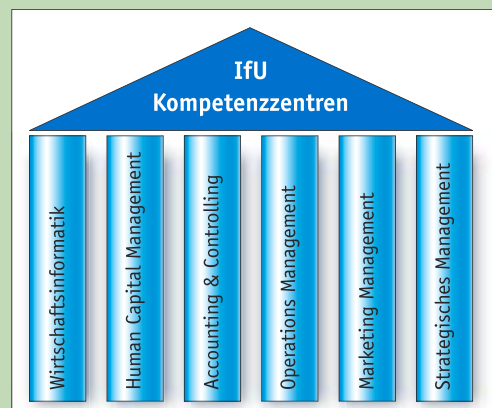 IfU
Kompetenzzentren
Wirtschaftsinformatik
Human Capital Management
Accounting & Controlling
Operations Management
Marketing Management
Strategisches Management